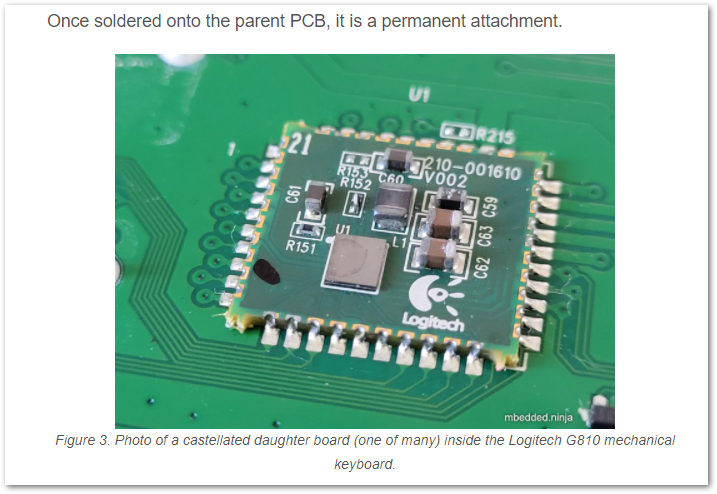 Once soldered onto the parent PCB, it is a permanent attachment.
U1
R215
21
210-001610
V002
R153
R152
C60
C61
C59
C63
C62
U1
L1
R151
Logitech
mbedded.ninja
Figure 3. Photo of a castellated daughter board (one of many) inside the Logitech G810 mechanical
keyboard.